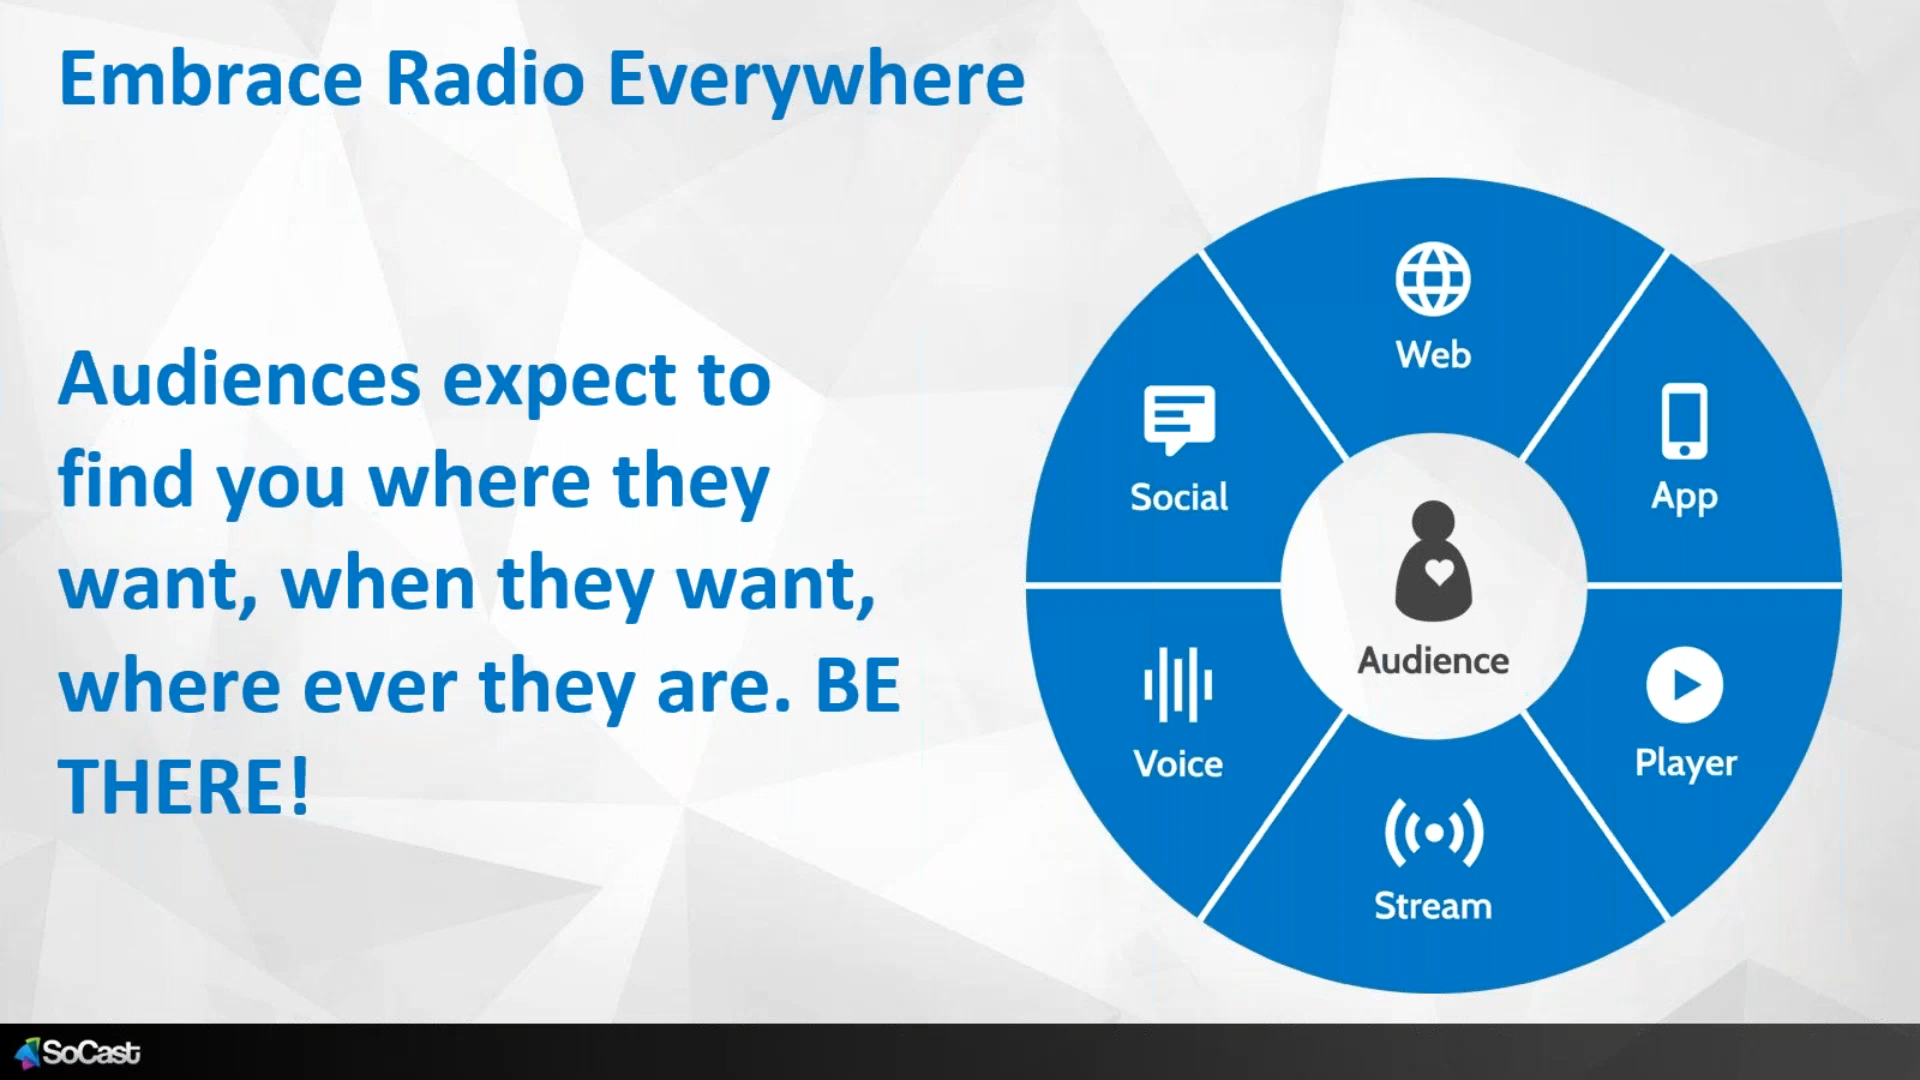 Embrace Radio Everywhere
Audiences expect to
find you where they
want, when they want,
where ever they are. BE
THERE!
Web
App
Player
Stream
Voice
Social
Audience
SoCast